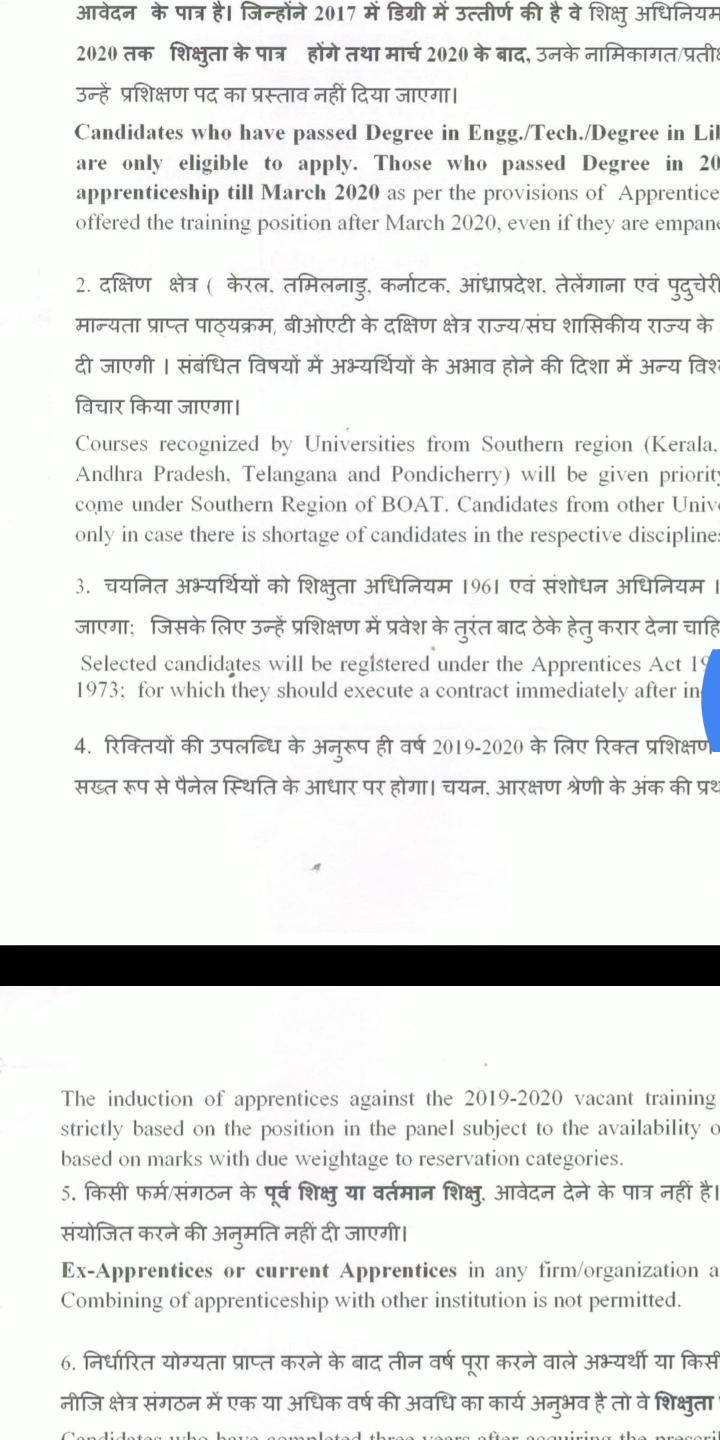 आवेदन के पात्र है। जिन्होंने 2017 में डिग्री में उत्तीर्ण की है वे शिक्षु अधिनियम
2020 तक शिक्षुता के पात्र होंगे तथा मार्च 2020 के बाद, उनके नामिकागत/प्रती
उन्हें प्रशिक्षण पद का प्रस्ताव नहीं दिया जाएगा।
Candidates who have passed Degree in Engg./Tech./Degree in Li
are only eligible to apply. Those who passed Degree in 20
apprenticeship till March 2020 as per the provisions of Apprentice
offered the training position after March 2020, even if they are empan
2. दक्षिण क्षेत्र ( केरल, तमिलनाडु, कर्नाटक, आंध्राप्रदेश, तेलेंगाना एवं पुदुचेरी
मान्यता प्राप्त पाठ्यक्रम, बीओएटी के दक्षिण क्षेत्र राज्य/संघ शासिकीय राज्य के
दी जाएगी । संबंधित विषयों में अभ्यर्थियों के अभाव होने की दिशा में अन्य विश
विचार किया जाएगा।
Courses recognized by Universities from Southern region (Kerala,
Andhra Pradesh, Telangana and Pondicherry) will be given priority
come under Southern Region of BOAT. Candidates from other Unive
only in case there is shortage of candidates in the respective disciplines
3. चयनित अभ्यर्थियों को शिक्षुता अधिनियम 1961 एवं संशोधन अधिनियम 1
जाएगा; जिसके लिए उन्हें प्रशिक्षण में प्रवेश के तुरंत बाद ठेके हेतु करार देना चाहि
Selected candidates will be registered under the Apprentices Act 19
1973; for which they should execute a contract immediately after in
4. रिक्तियों की उपलब्धि के अनुरूप ही वर्ष 2019-2020 के लिए रिक्त प्रशिक्षण
सख्त रूप से पैनेल स्थिति के आधार पर होगा। चयन, आरक्षण श्रेणी के अंक की प्रथ
The induction of apprentices against the 2019-2020 vacant training
strictly based on the position in the panel subject to the availability o
based on marks with due weightage to reservation categories.
5. किसी फर्म/संगठन के पूर्व शिक्षु या वर्तमान शिक्षु, आवेदन देने के पात्र नहीं है।
संयोजित करने की अनुमति नहीं दी जाएगी।
Ex-Apprentices or current Apprentices in any firm/organization a
Combining of apprenticeship with other institution is not permitted.
6. निर्धारित योग्यता प्राप्त करने के बाद तीन वर्ष पूरा करने वाले अभ्यर्थी या किसी
नीजि क्षेत्र संगठन में एक या अधिक वर्ष की अवधि का कार्य अनुभव है तो वे शिक्षुता
Candidates who have completed three years after acquiring the prescri